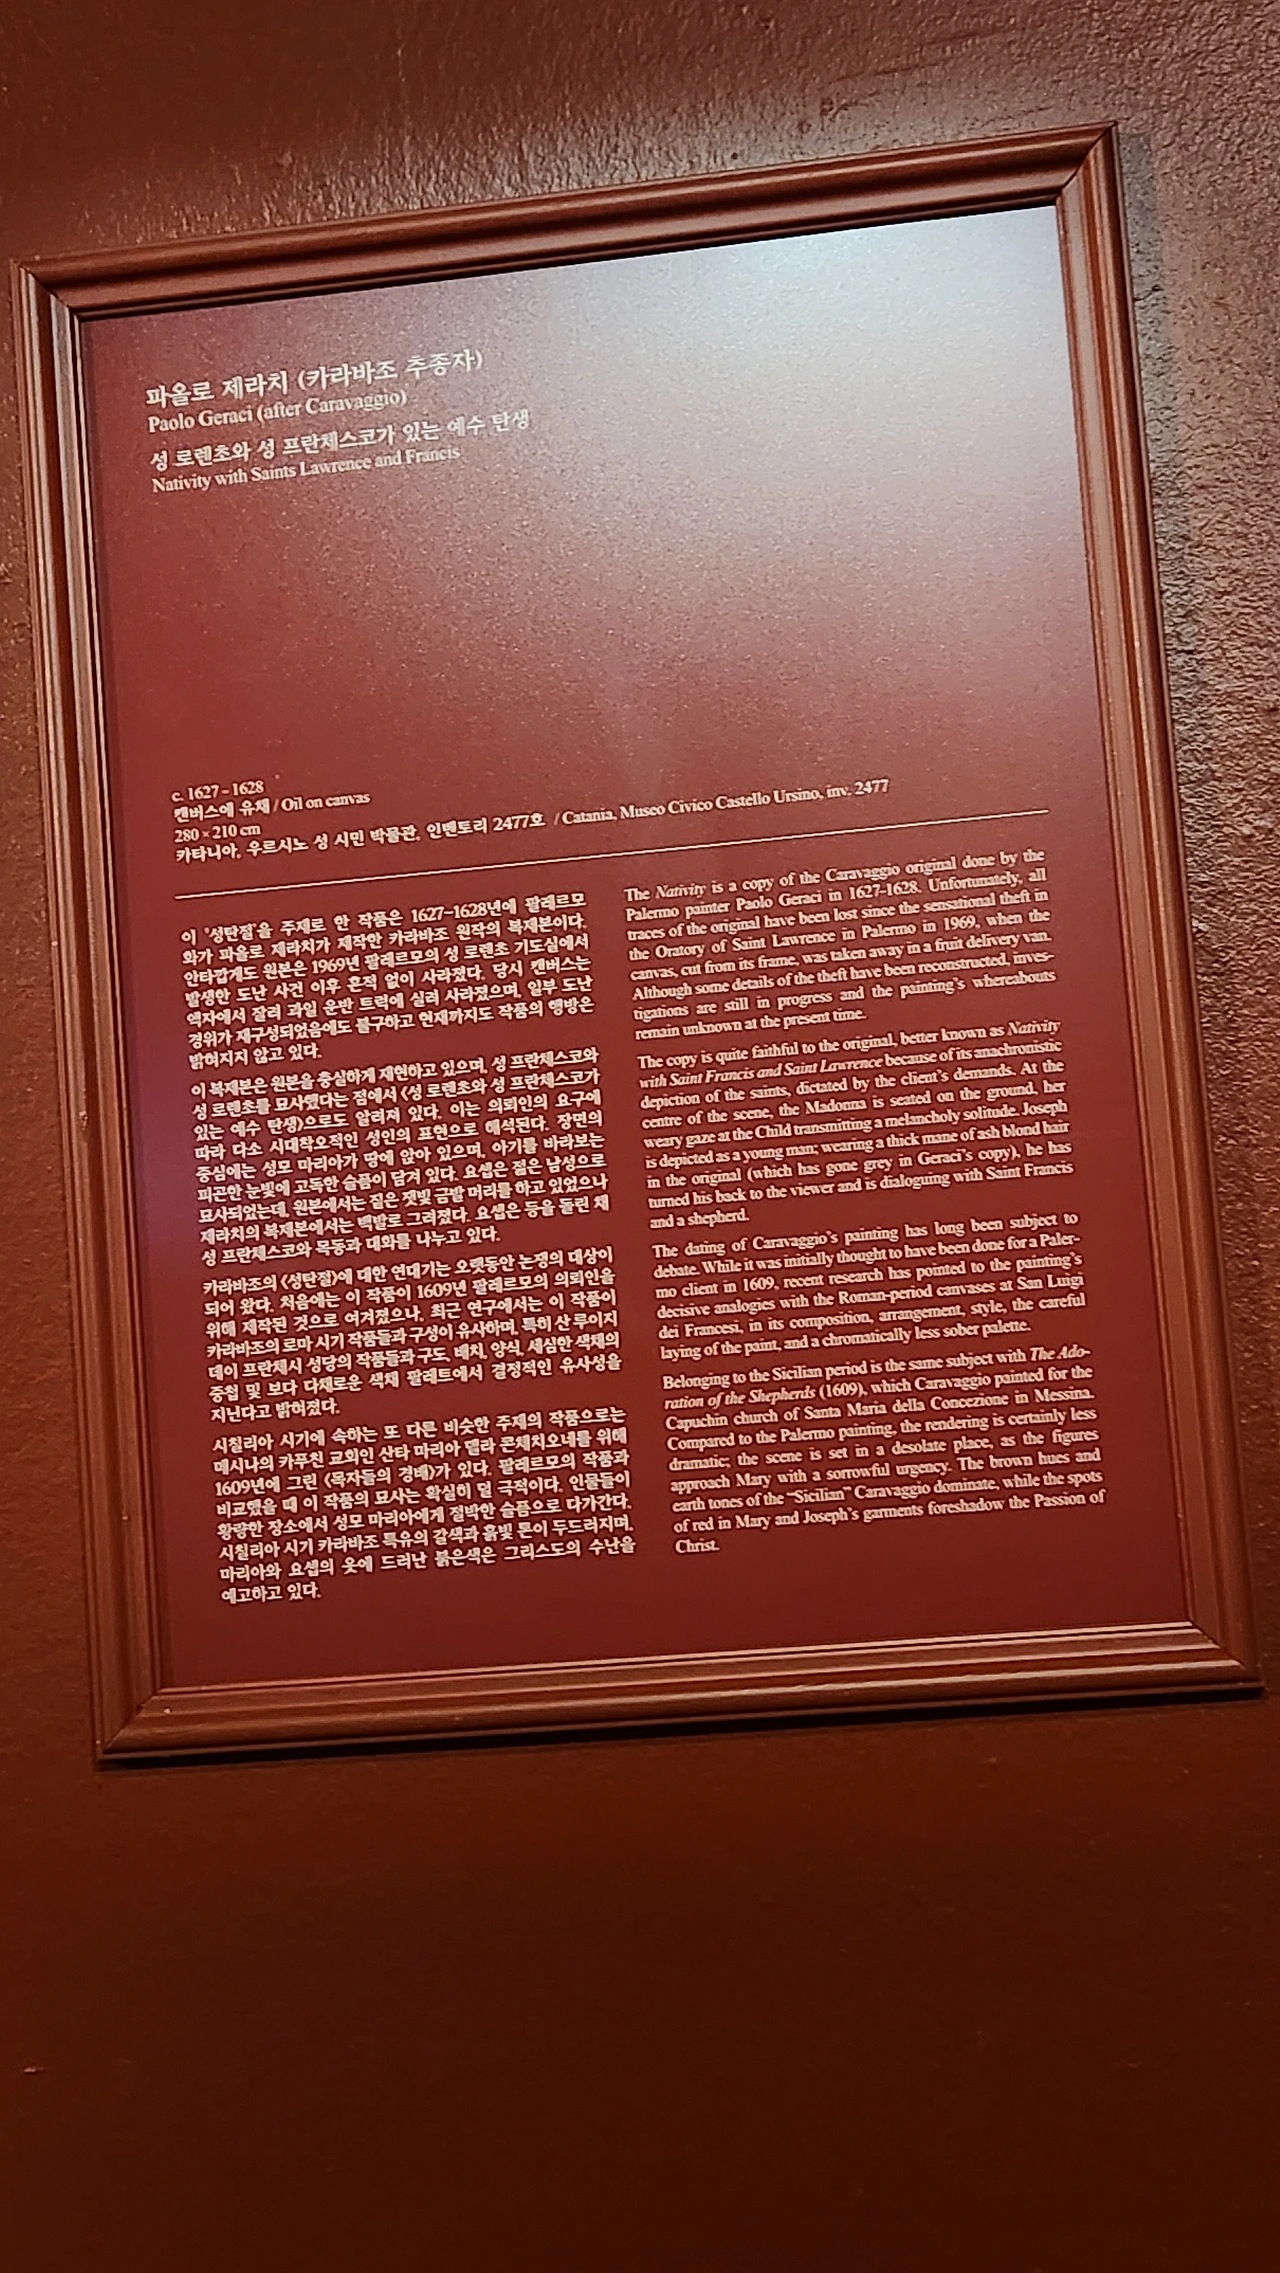 파올로 제라치 (카라바조 추종자)
Paolo Geraci (after Caravaggio)
성 로렌초와 성 프란체스코가 있는 예수 탄생
Nativity with Saints Lawrence and Francis
c. 1627 - 1628
캔버스에 유채 / Oil on canvas
280 × 210 cm
카타니아, 우르시노 성 시민 박물관, 인벤토리 2477호 / Catania, Museo Civico Castello Ursino, inv. 2477
이 '성탄절'을 주제로 한 작품은 1627-1628년에 팔레르모
화가 파올로 제라치가 제작한 카라바조 원작의 복제본이다.
안타깝게도 원본은 1969년 팔레르모의 성 로렌초 기도실에서
발생한 도난 사건 이후 흔적 없이 사라졌다. 당시 캔버스는
액자에서 잘려 과일 운반 트럭에 실려 사라졌으며, 일부 도난
경위가 재구성되었음에도 불구하고 현재까지도 작품의 행방은
밝혀지지 않고 있다.
이 복제본은 원본을 충실하게 재현하고 있으며, 성 프란체스코와
성 로렌초를 묘사했다는 점에서 〈성 로렌초와 성 프란체스코가
있는 예수 탄생〉으로도 알려져 있다. 이는 의뢰인의 요구에
따라 다소 시대착오적인 성인의 표현으로 해석된다. 장면의
중심에는 성모 마리아가 땅에 앉아 있으며, 아기를 바라보는
피곤한 눈빛에 고독한 슬픔이 담겨 있다. 요셉은 젊은 남성으로
묘사되었는데, 원본에서는 짙은 잿빛 금발 머리를 하고 있었으나
제라치의 복제본에서는 백발로 그려졌다. 요셉은 등을 돌린 채
성 프란체스코와 목동과 대화를 나누고 있다.
카라바조의 〈성탄절〉에 대한 연대기는 오랫동안 논쟁의 대상이
되어 왔다. 처음에는 이 작품이 1609년 팔레르모의 의뢰인을
위해 제작된 것으로 여겨졌으나, 최근 연구에서는 이 작품이
카라바조의 로마 시기 작품들과 구성이 유사하며, 특히 산 루이지
데이 프란체시 성당의 작품들과 구도, 배치, 양식, 세심한 색채의
중첩 및 보다 다채로운 색채 팔레트에서 결정적인 유사성을
지닌다고 밝혀졌다.
시칠리아 시기에 속하는 또 다른 비슷한 주제의 작품으로는
메시나의 카푸친 교회인 산타 마리아 델라 콘체치오네를 위해
1609년에 그린 〈목자들의 경배〉가 있다. 팔레르모의 작품과
비교했을 때 이 작품의 묘사는 확실히 덜 극적이다. 인물들이
황량한 장소에서 성모 마리아에게 절박한 슬픔으로 다가간다.
시칠리아 시기 카라바조 특유의 갈색과 흙빛 톤이 두드러지며,
마리아와 요셉의 옷에 드러난 붉은색은 그리스도의 수난을
예고하고 있다.
The Nativity is a copy of the Caravaggio original done by the
Palermo painter Paolo Geraci in 1627-1628. Unfortunately, all
traces of the original have been lost since the sensational theft in
the Oratory of Saint Lawrence in Palermo in 1969, when the
canvas, cut from its frame, was taken away in a fruit delivery van.
Although some details of the theft have been reconstructed, inves-
tigations are still in progress and the painting's whereabouts
remain unknown at the present time.
The copy is quite faithful to the original, better known as Nativity
with Saint Francis and Saint Lawrence because of its anachronistic
depiction of the saints, dictated by the client's demands. At the
centre of the scene, the Madonna is seated on the ground, her
weary gaze at the Child transmitting a melancholy solitude. Joseph
is depicted as a young man; wearing a thick mane of ash blond hair
in the original (which has gone grey in Geraci's copy), he has
turned his back to the viewer and is dialoguing with Saint Francis
and a shepherd.
The dating of Caravaggio's painting has long been subject to
debate. While it was initially thought to have been done for a Paler-
mo client in 1609, recent research has pointed to the painting's
decisive analogies with the Roman-period canvases at San Luigi
dei Francesi, in its composition, arrangement, style, the careful
laying of the paint, and a chromatically less sober palette.
Belonging to the Sicilian period is the same subject with The Ado-
ration of the Shepherds (1609), which Caravaggio painted for the
Capuchin church of Santa Maria della Concezione in Messina.
Compared to the Palermo painting, the rendering is certainly less
dramatic; the scene is set in a desolate place, as the figures
approach Mary with a sorrowful urgency. The brown hues and
earth tones of the "Sicilian" Caravaggio dominate, while the spots
of red in Mary and Joseph's garments foreshadow the Passion of
Christ.